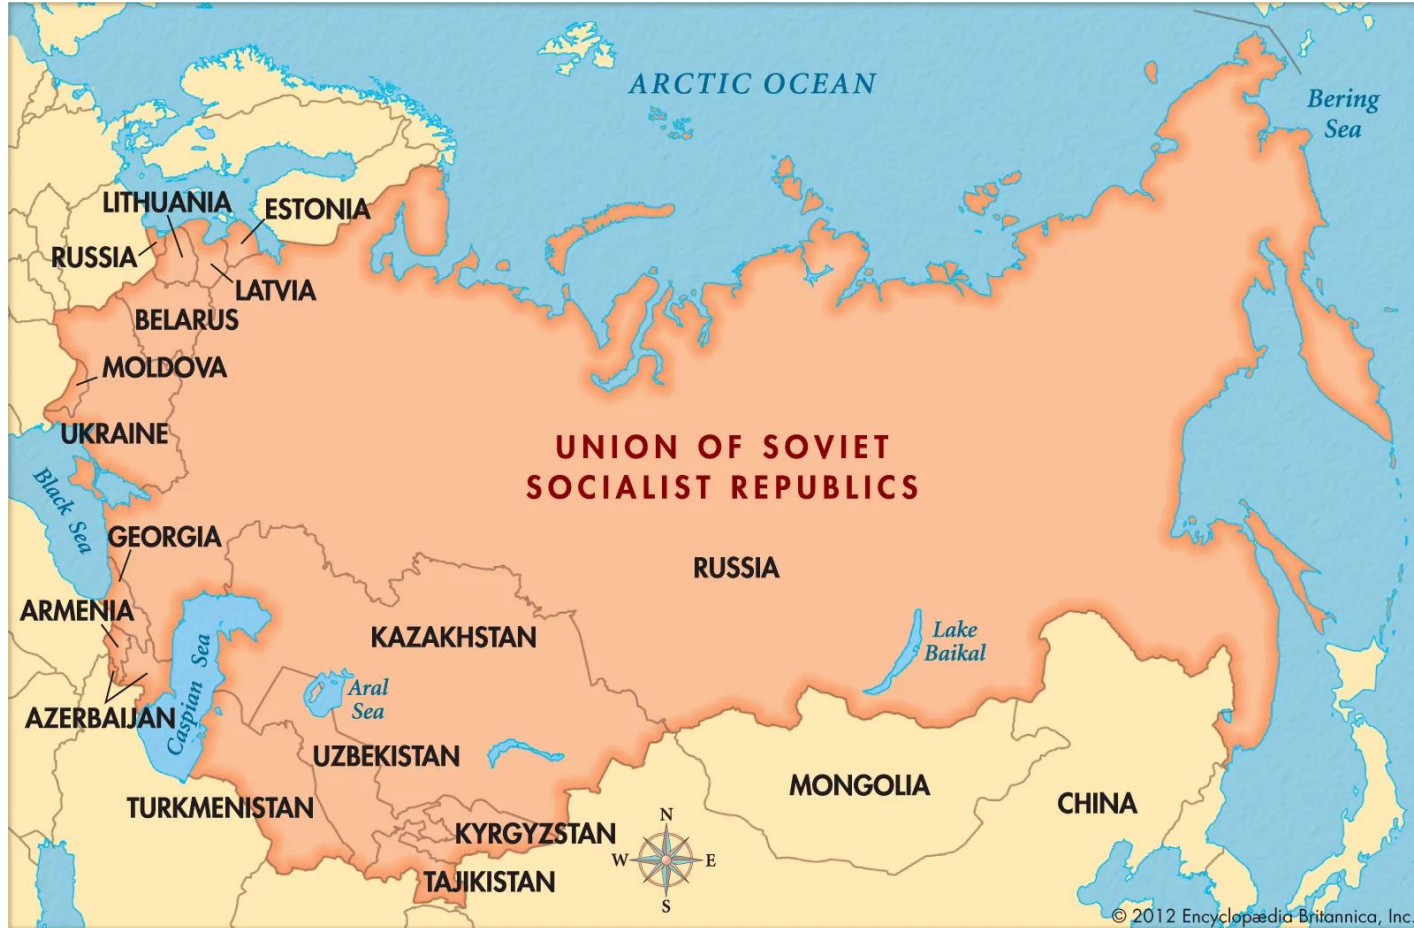 ARCTIC OCEAN
Bering
Sea
LITHUANIA
ESTONIA
RUSSIA
LATVIA
BELARUS
MOLDOVA
UKRAINE
UNION OF SOVIET
SOCIALIST REPUBLICS
Black Sea
GEORGIA
RUSSIA
ARMENIA
KAZAKHSTAN
Lake
Baikal
Caspian Sea
Aral
Sea
AZERBAIJAN
UZBEKISTAN
MONGOLIA
CHINA
TURKMENISTAN
KYRGYZSTAN
TAJIKISTAN
N
W
E
S
© 2012 Encyclopædia Britannica, Inc.